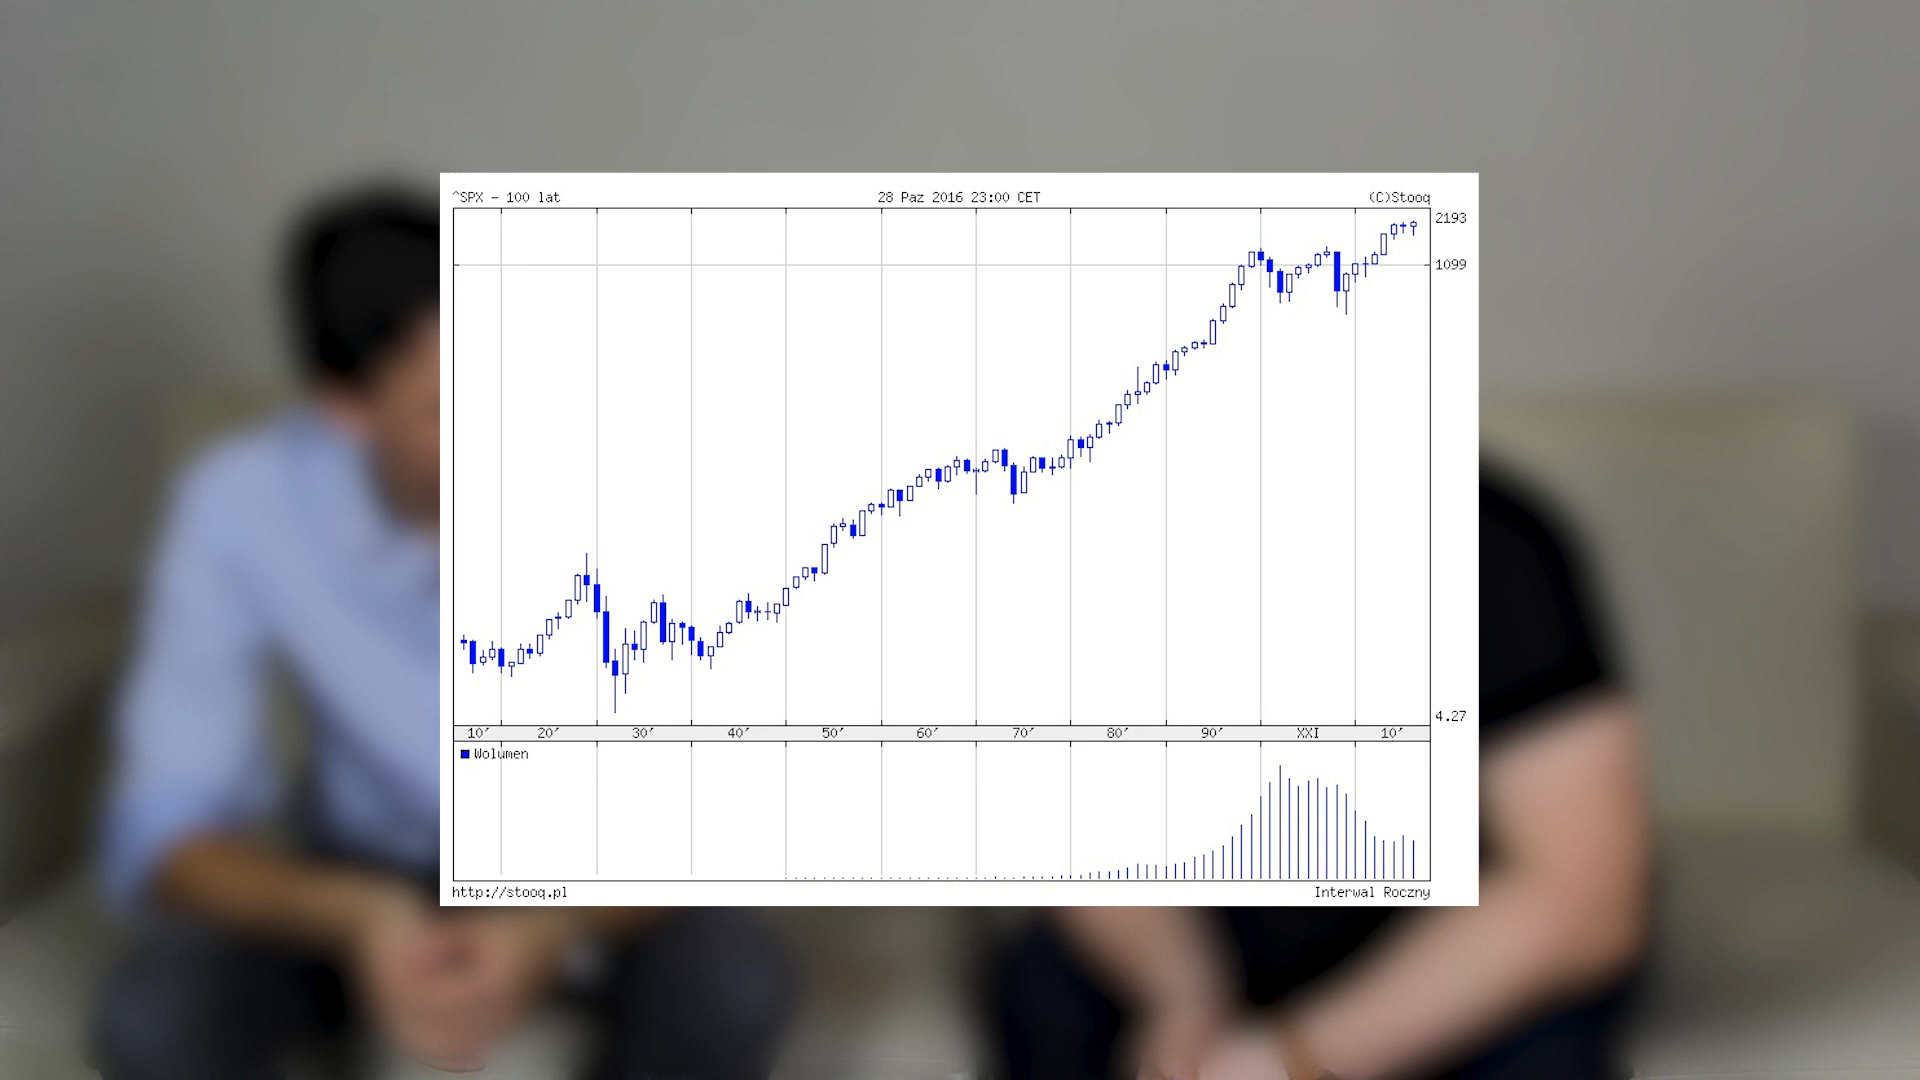 ^SPX - 100 lat 28 Paz 2016 23:00 CET (C)Stooq
2193
1099
4.27
10' 20' 30' 40' 50' 60' 70' 80' 90' XXI 10'
Wolumen
http://stooq.pl Interwal Roczny